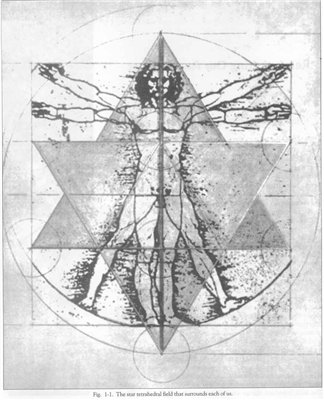 Fig. 1-1. The star tetrahedral field that surrounds each of us.